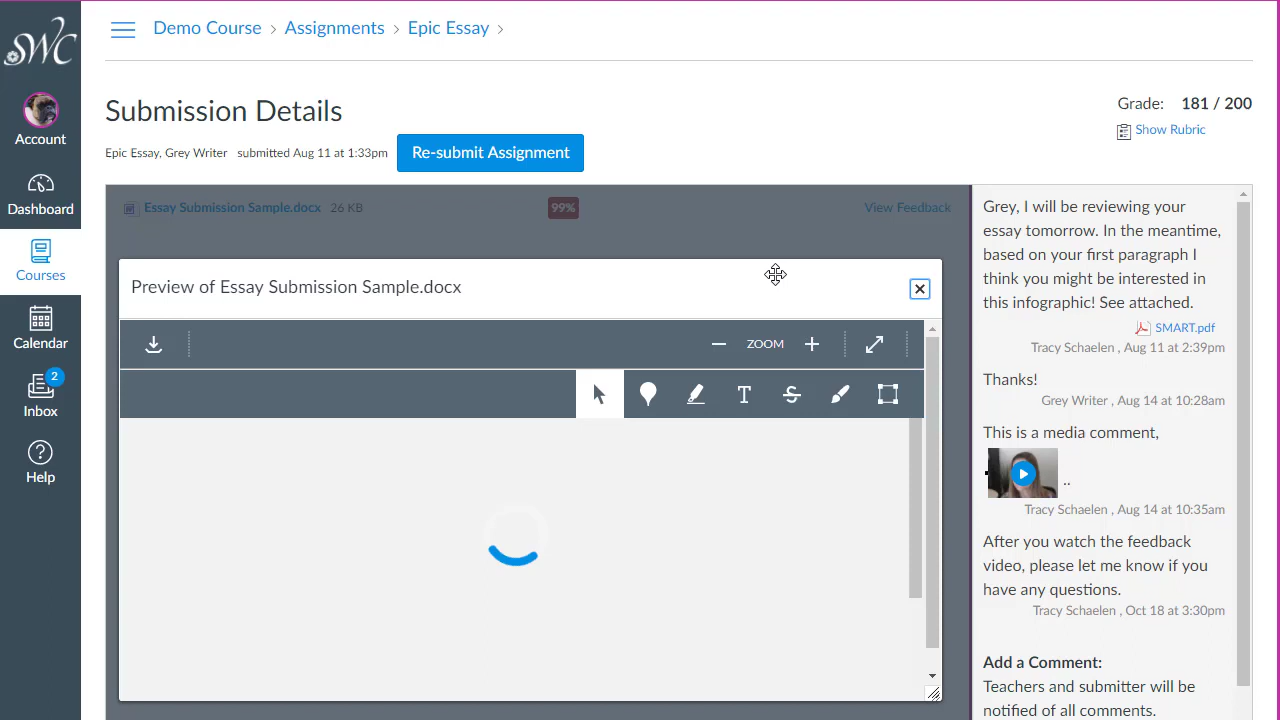 SWC
Demo Course > Assignments > Epic Essay >
Submission Details
Grade: 181 / 200
Show Rubric
Epic Essay, Grey Writer submitted Aug 11 at 1:33pm
Re-submit Assignment
Account
Dashboard
Courses
Calendar
2
Inbox
Help
Essay Submission Sample.docx 26 KB 99% View Feedback
Preview of Essay Submission Sample.docx
ZOOM
T
Grey, I will be reviewing your
essay tomorrow. In the meantime,
based on your first paragraph I
think you might be interested in
this infographic! See attached.
SMART.pdf
Tracy Schaelen , Aug 11 at 2:39pm
Thanks!
Grey Writer , Aug 14 at 10:28am
This is a media comment,
..
Tracy Schaelen , Aug 14 at 10:35am
After you watch the feedback
video, please let me know if you
have any questions.
Tracy Schaelen , Oct 18 at 3:30pm
Add a Comment:
Teachers and submitter will be
notified of all comments.